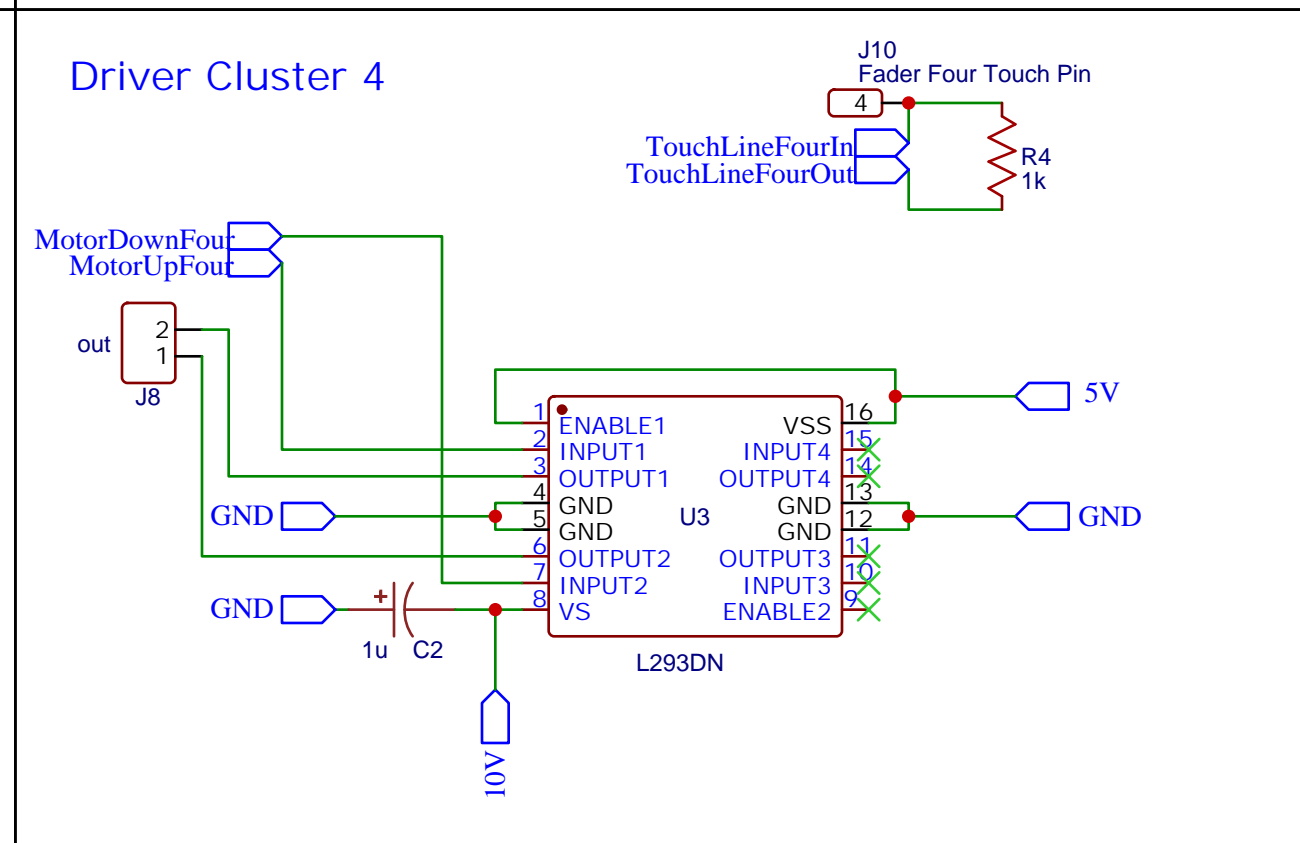 Driver Cluster 4
J10
Fader Four Touch Pin
4
TouchLineFourIn
TouchLineFourOut
R4
1k
MotorDownFour
MotorUpFour
out
2
1
J8
5V
1 ENABLE1 VSS 16
2 INPUT1 INPUT4 15
3 OUTPUT1 OUTPUT4 14
4 GND GND 13
GND U3 GND
5 GND GND 12
6 OUTPUT2 OUTPUT3 11
7 INPUT2 INPUT3 10
8 VS ENABLE2 9
GND + 1u C2
L293DN
10V